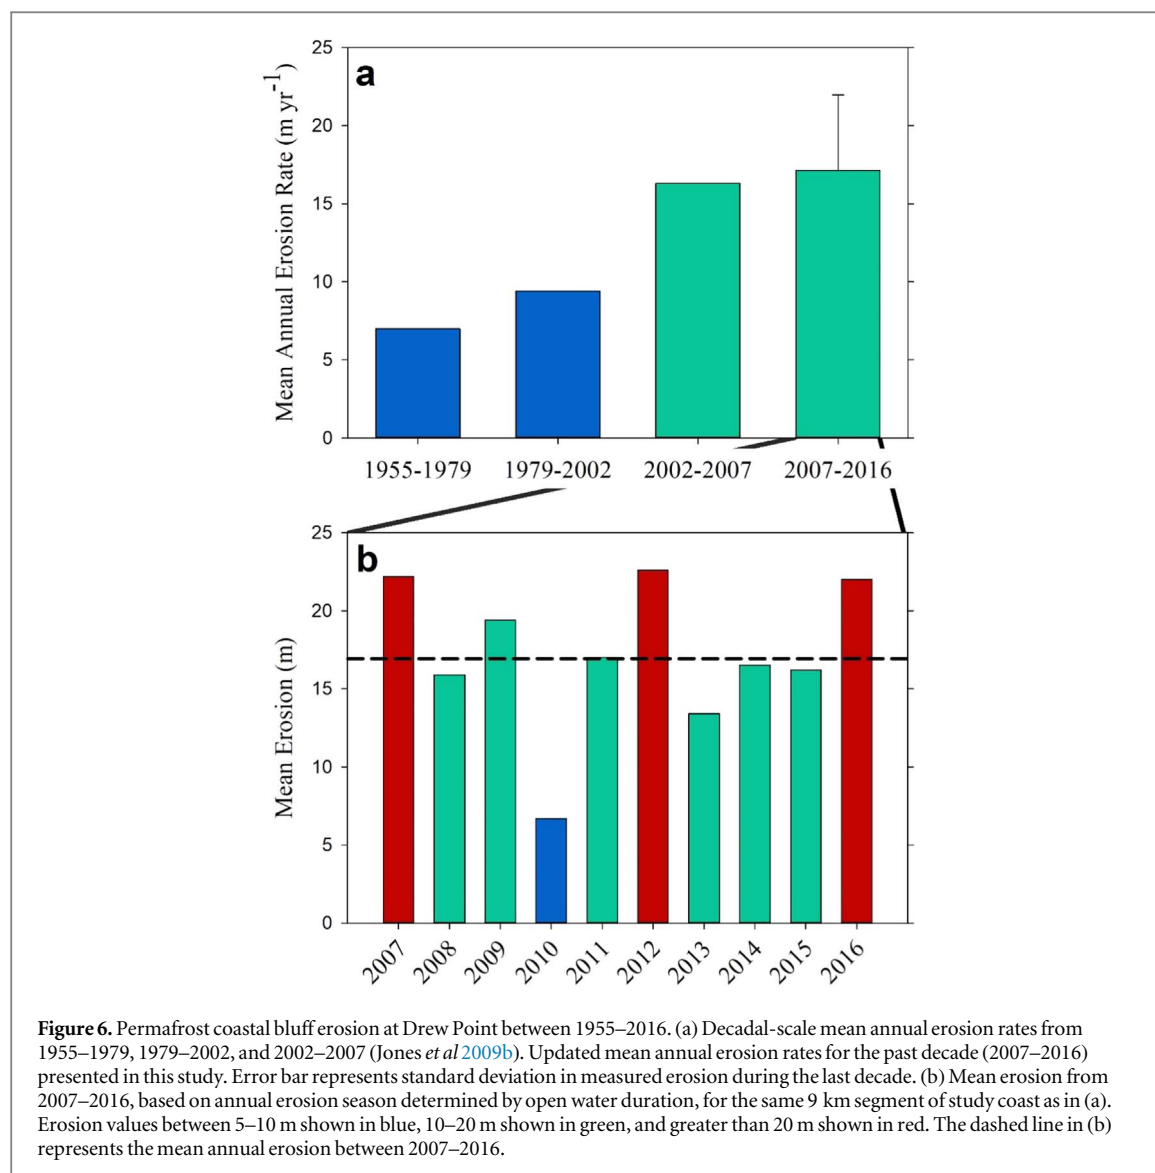 a
25
20
15
10
5
0
Mean Annual Erosion Rate (m yr-1)
1955-1979 1979-2002 2002-2007 2007-2016
b
25
20
15
10
5
0
Mean Erosion (m)
2007 2008 2009 2010 2011 2012 2013 2014 2015 2016
Figure 6. Permafrost coastal bluff erosion at Drew Point between 1955–2016. (a) Decadal-scale mean annual erosion rates from
1955–1979, 1979–2002, and 2002–2007 (Jones et al 2009b). Updated mean annual erosion rates for the past decade (2007–2016)
presented in this study. Error bar represents standard deviation in measured erosion during the last decade. (b) Mean erosion from
2007–2016, based on annual erosion season determined by open water duration, for the same 9 km segment of study coast as in (a).
Erosion values between 5–10 m shown in blue, 10–20 m shown in green, and greater than 20 m shown in red. The dashed line in (b)
represents the mean annual erosion between 2007–2016.